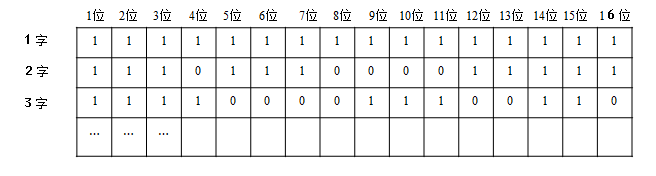 1位 2位 3位 4位 5位 6位 7位 8位 9位 10位 11位 12位 13位 14位 15位 16位
1字 1 1 1 1 1 1 1 1 1 1 1 1 1 1 1 1
2字 1 1 1 0 1 1 1 0 0 0 0 1 1 1 1 1
3字 1 1 1 1 0 0 0 0 1 1 1 0 0 1 1 0
... ... ...